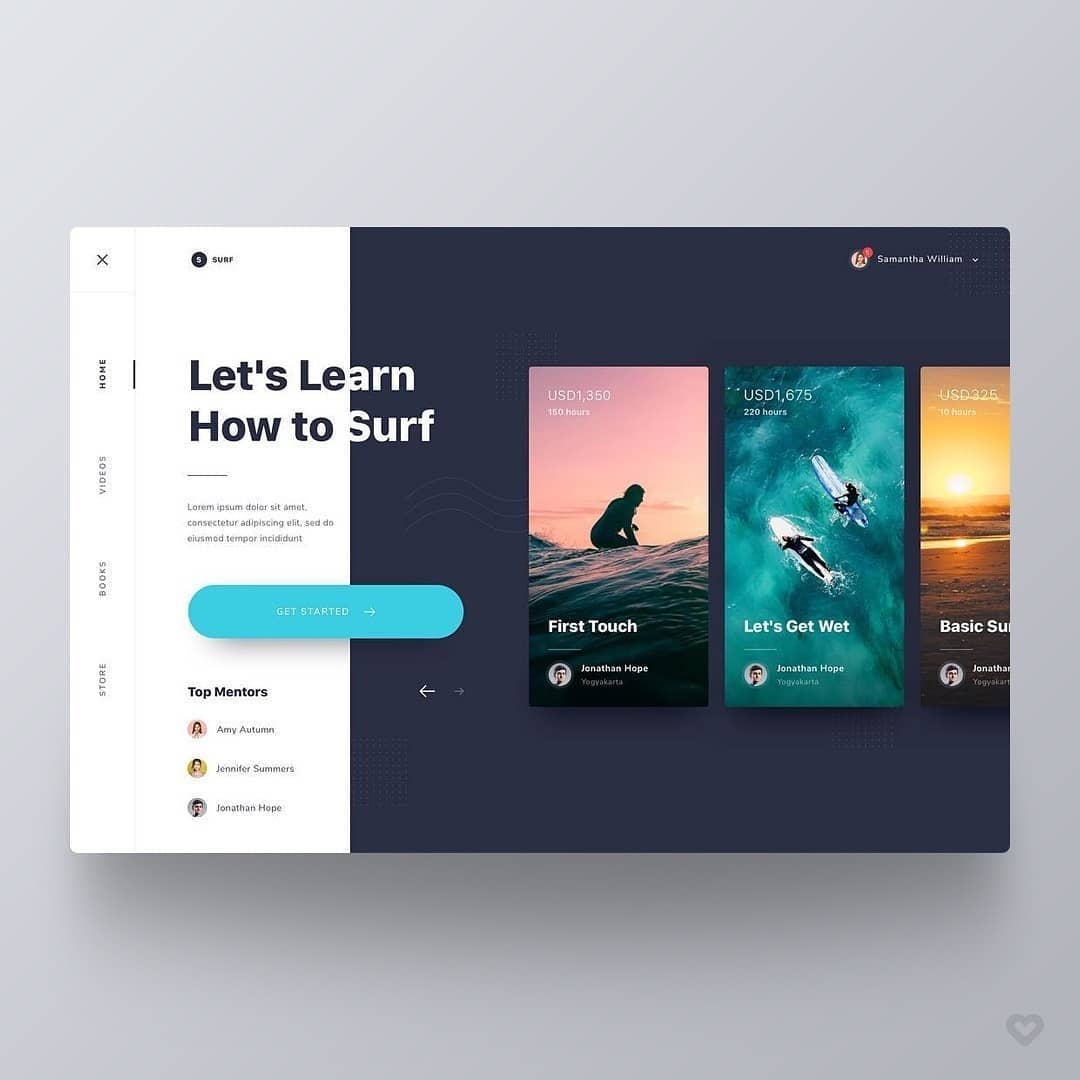 S SURF
Samantha William
HOME
VIDEOS
BOOKS
STORE
Let's Learn
How to Surf
Lorem ipsum dolor sit amet,
consectetur adipiscing elit, sed do
eiusmod tempor incididunt
GET STARTED
Top Mentors
Amy Autumn
Jennifer Summers
Jonathan Hope
USD1,350
150 hours
First Touch
Jonathan Hope
Yogyakarta
USD1,675
220 hours
Let's Get Wet
Jonathan Hope
Yogyakarta
USD325
10 hours
Basic Su
Jonathan
Yogyakart